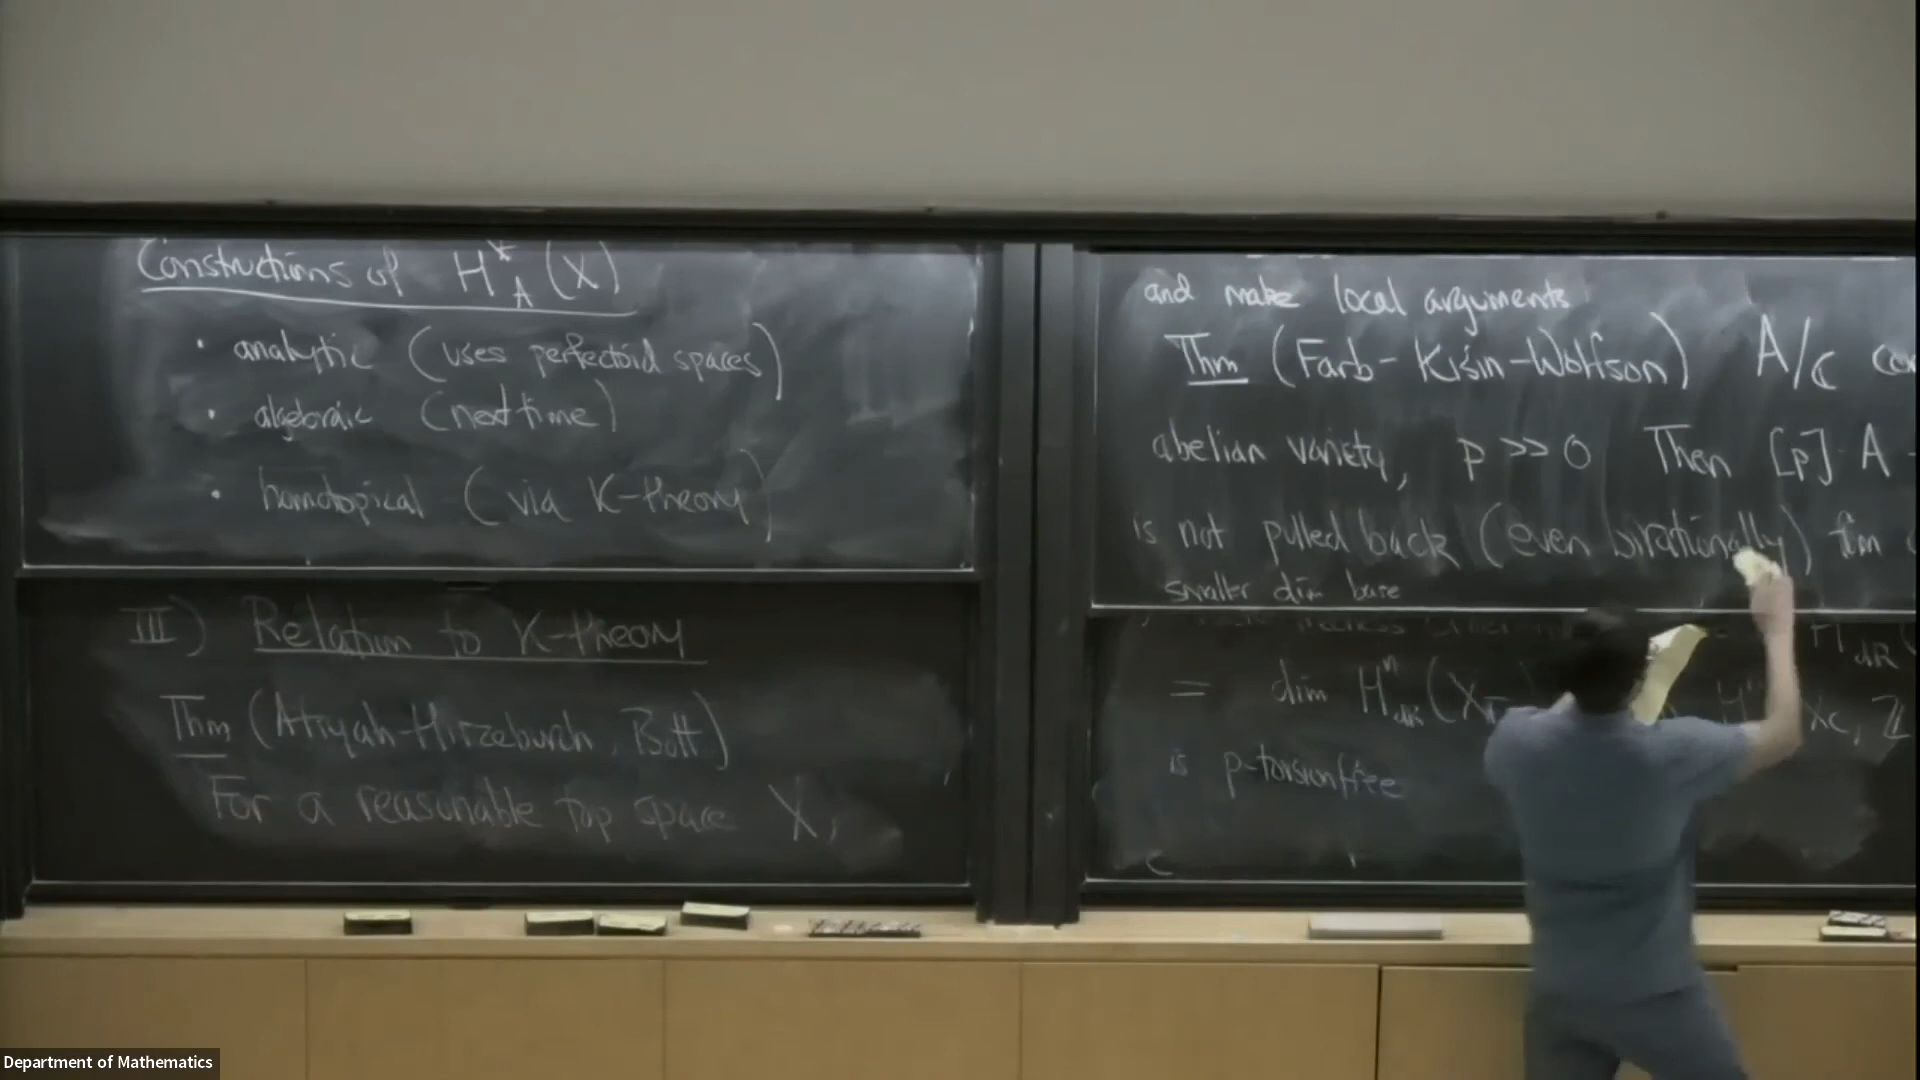 Constructions of H*_A (X)
• analytic (uses perfectoid spaces)
• algebraic (next time)
• homotopical (via K-theory)
III) Relation to K-theory
Thm (Atiyah-Hirzebruch, Bott)
For a reasonable top space X,
and make local arguments
Thm (Farb-Kisin-Wolfson) A/C
abelian variety, p >> 0 Then [p]: A
is not pulled back (even birationally)
smaller dim base
H_dR
= dim H^n_dR (X
X_C, Z
is p-torsionfree
Department of Mathematics